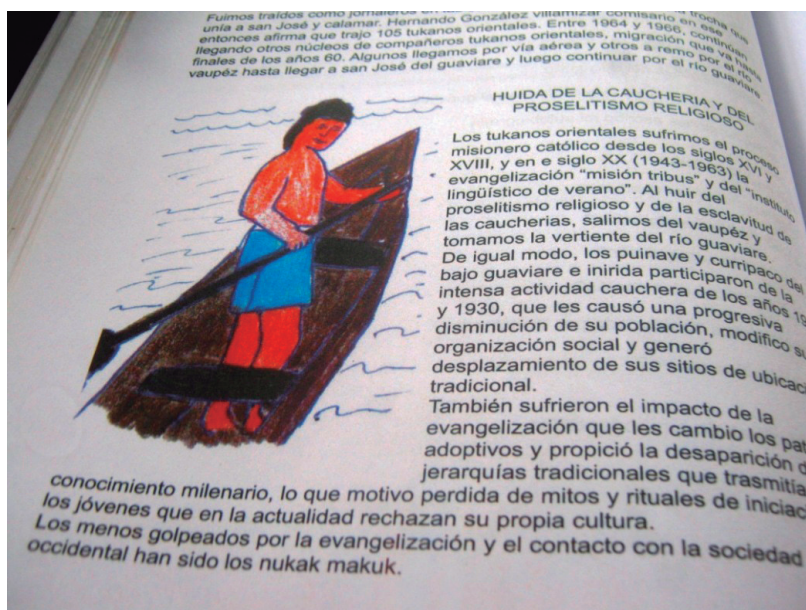 Fuimos traídos como jornaleros en trocha que
unía a san José y calamar. Hernando González villamizar comisario en ese
entonces afirma que trajo 105 tukanos orientales. Entre 1964 y 1966, continúan
llegando otros núcleos de compañeros tukanos orientales, migración que va hasta
finales de los años 60. Algunos llegamos por vía aérea y otros a remo por el río
vaupéz hasta llegar a san José del guaviare y luego continuar por el río guaviare
HUIDA DE LA CAUCHERIA Y DEL
PROSELITISMO RELIGIOSO
Los tukanos orientales sufrimos el proceso
misionero católico desde los siglos XVI y
XVIII, y en e siglo XX (1943-1963) la
evangelización "misión tribus" y del "instituto
lingüístico de verano". Al huir del
proselitismo religioso y de la esclavitud de
las caucherias, salimos del vaupéz y
tomamos la vertiente del río guaviare.
De igual modo, los puinave y curripaco del
bajo guaviare e inirida participaron de la
intensa actividad cauchera de los años
y 1930, que les causó una progresiva
disminución de su población, modifico su
organización social y generó
desplazamiento de sus sitios de
tradicional.
También sufrieron el impacto de la
evangelización que les cambio los
adoptivos y propició la desaparición
jerarquías tradicionales que
conocimiento milenario, lo que motivo perdida de mitos y rituales de
los jóvenes que en la actualidad rechazan su propia cultura.
Los menos golpeados por la evangelización y el contacto con la sociedad
occidental han sido los nukak makuk.